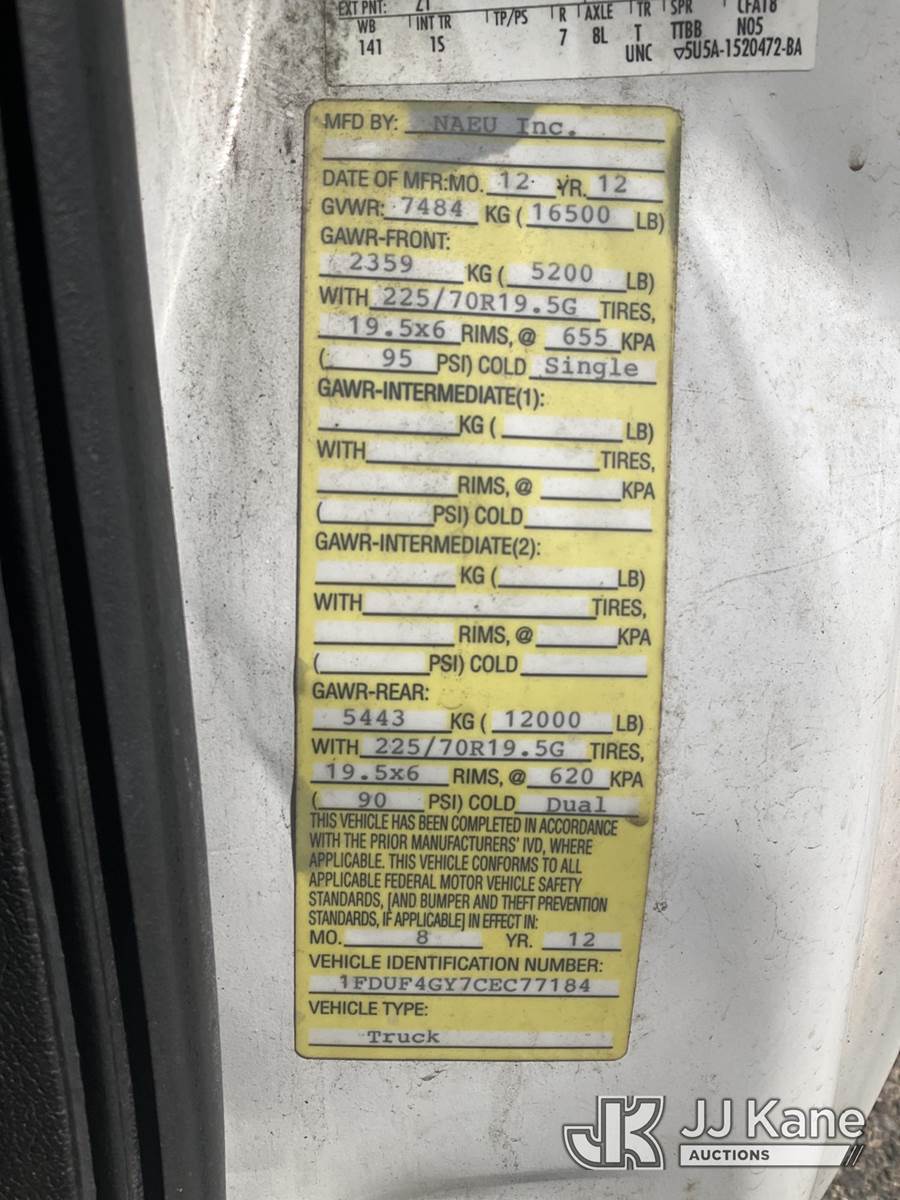 EXT PNT: Z1
WB INT TR TP/PS R AXLE TR SPR CFAT8
141 1S 7 8L T TTBB N05
UNC ▽5U5A-1520472-BA
MFD BY: NAEU Inc.
DATE OF MFR:MO. 12 YR. 12
GVWR: 7484 KG ( 16500 LB)
GAWR-FRONT:
2359 KG ( 5200 LB)
WITH 225/70R19.5G TIRES,
19.5x6 RIMS, @ 655 KPA
( 95 PSI) COLD Single
GAWR-INTERMEDIATE(1):
KG ( LB)
WITH TIRES,
RIMS, @ KPA
( PSI) COLD
GAWR-INTERMEDIATE(2):
KG ( LB)
WITH TIRES,
RIMS, @ KPA
( PSI) COLD
GAWR-REAR:
5443 KG ( 12000 LB)
WITH 225/70R19.5G TIRES,
19.5x6 RIMS, @ 620 KPA
( 90 PSI) COLD Dual
THIS VEHICLE HAS BEEN COMPLETED IN ACCORDANCE
WITH THE PRIOR MANUFACTURERS' IVD, WHERE
APPLICABLE. THIS VEHICLE CONFORMS TO ALL
APPLICABLE FEDERAL MOTOR VEHICLE SAFETY
STANDARDS, [AND BUMPER AND THEFT PREVENTION
STANDARDS, IF APPLICABLE] IN EFFECT IN:
MO. 8 YR. 12
VEHICLE IDENTIFICATION NUMBER:
1FDUF4GY7CEC77184
VEHICLE TYPE:
Truck
JK JJ Kane
AUCTIONS